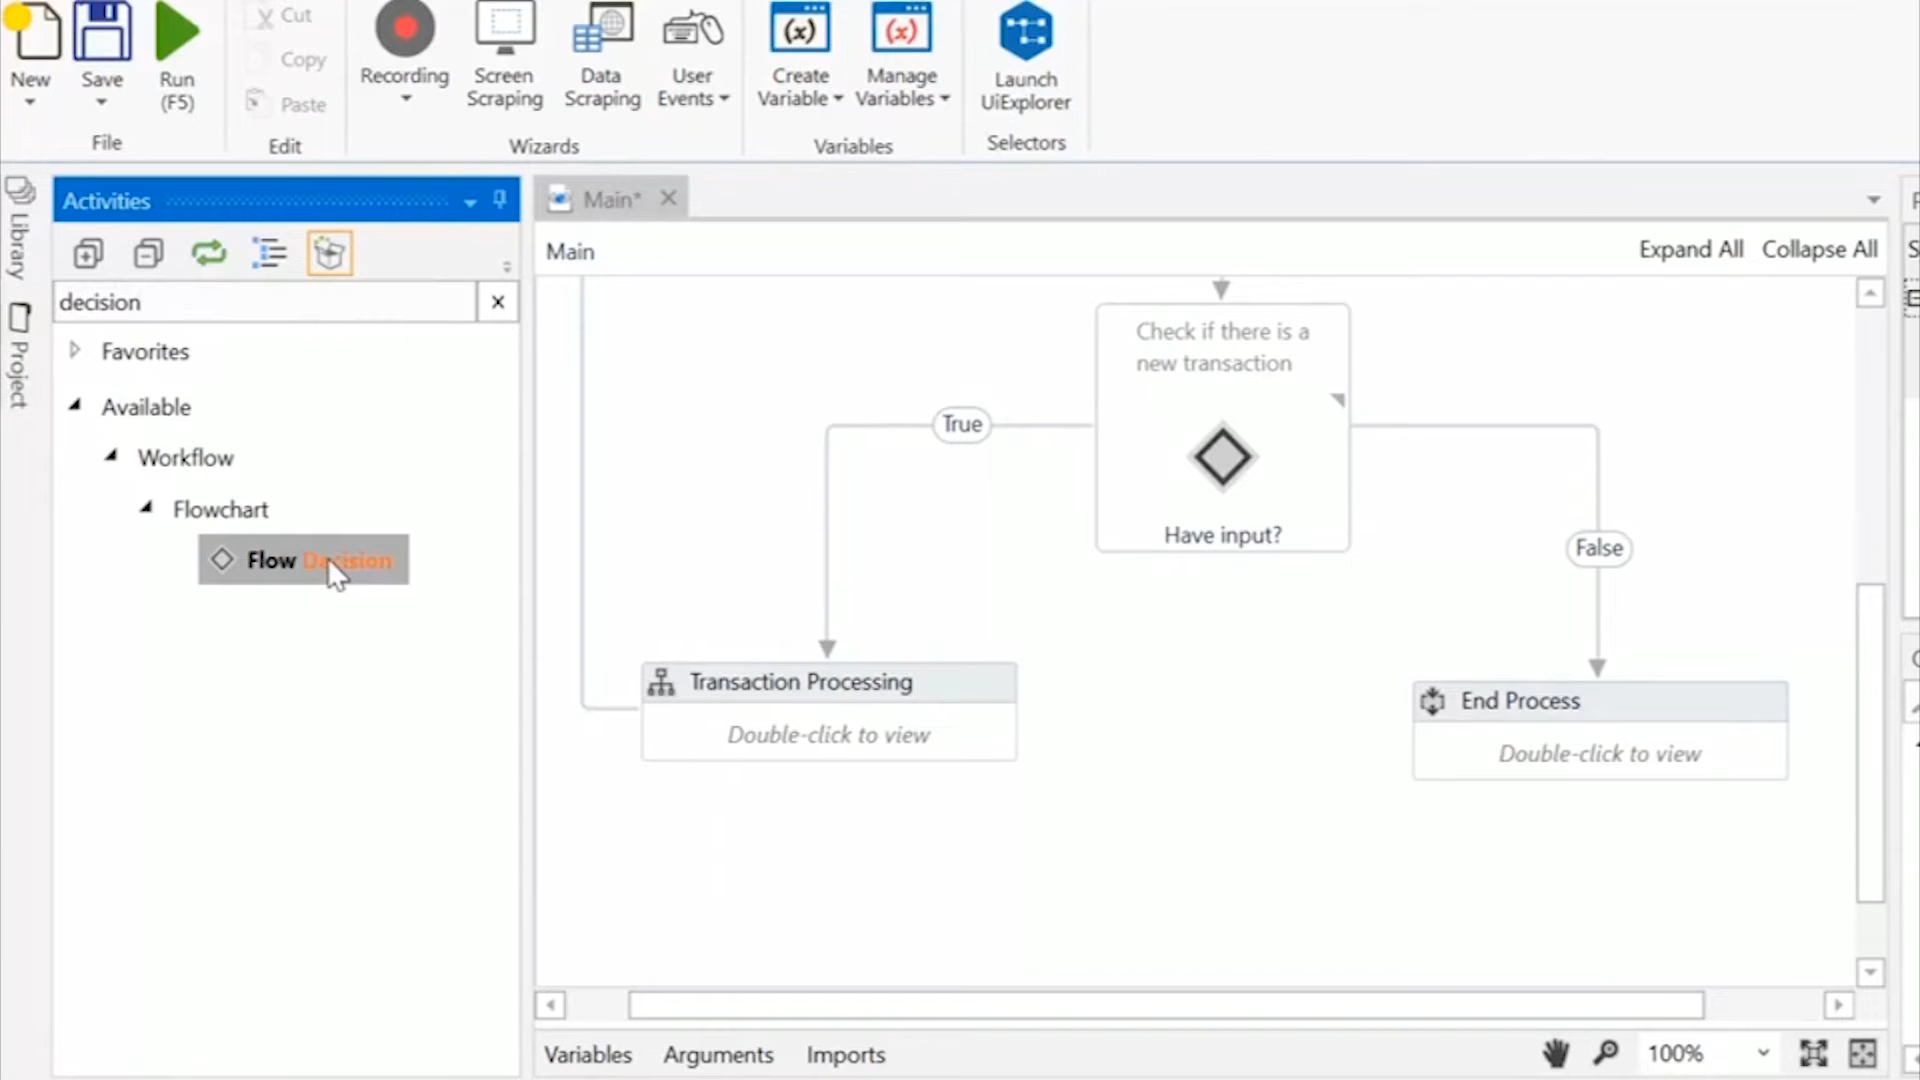 New
Save
Run
(F5)
File
Cut
Copy
Paste
Edit
Recording
Screen
Scraping
Data
Scraping
User
Events
Wizards
Create
Variable
Manage
Variables
Variables
Launch
UiExplorer
Selectors
Library
Project
Activities
decision
Favorites
Available
Workflow
Flowchart
Flow Decision
Main*
Main
Expand All
Collapse All
Check if there is a
new transaction
Have input?
True
False
Transaction Processing
Double-click to view
End Process
Double-click to view
Variables
Arguments
Imports
100%